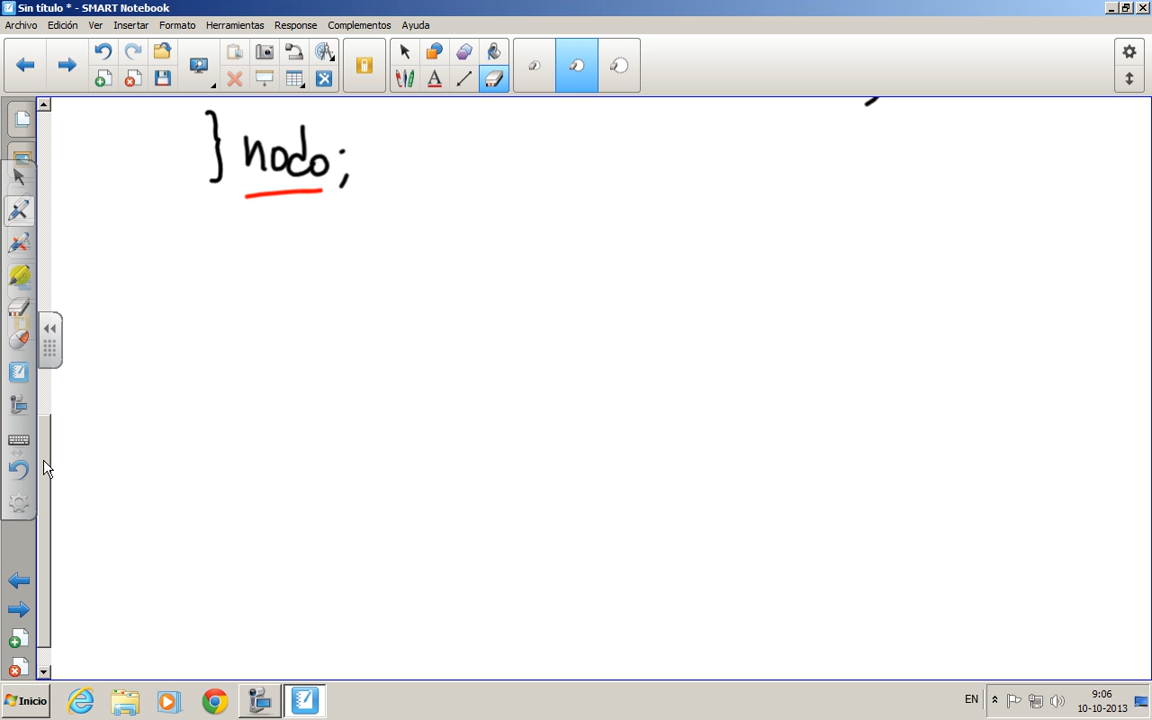 Sin título * - SMART Notebook
Archivo Edición Ver Insertar Formato Herramientas Response Complementos Ayuda
} nodo;
Inicio
EN
9:06
10-10-2013